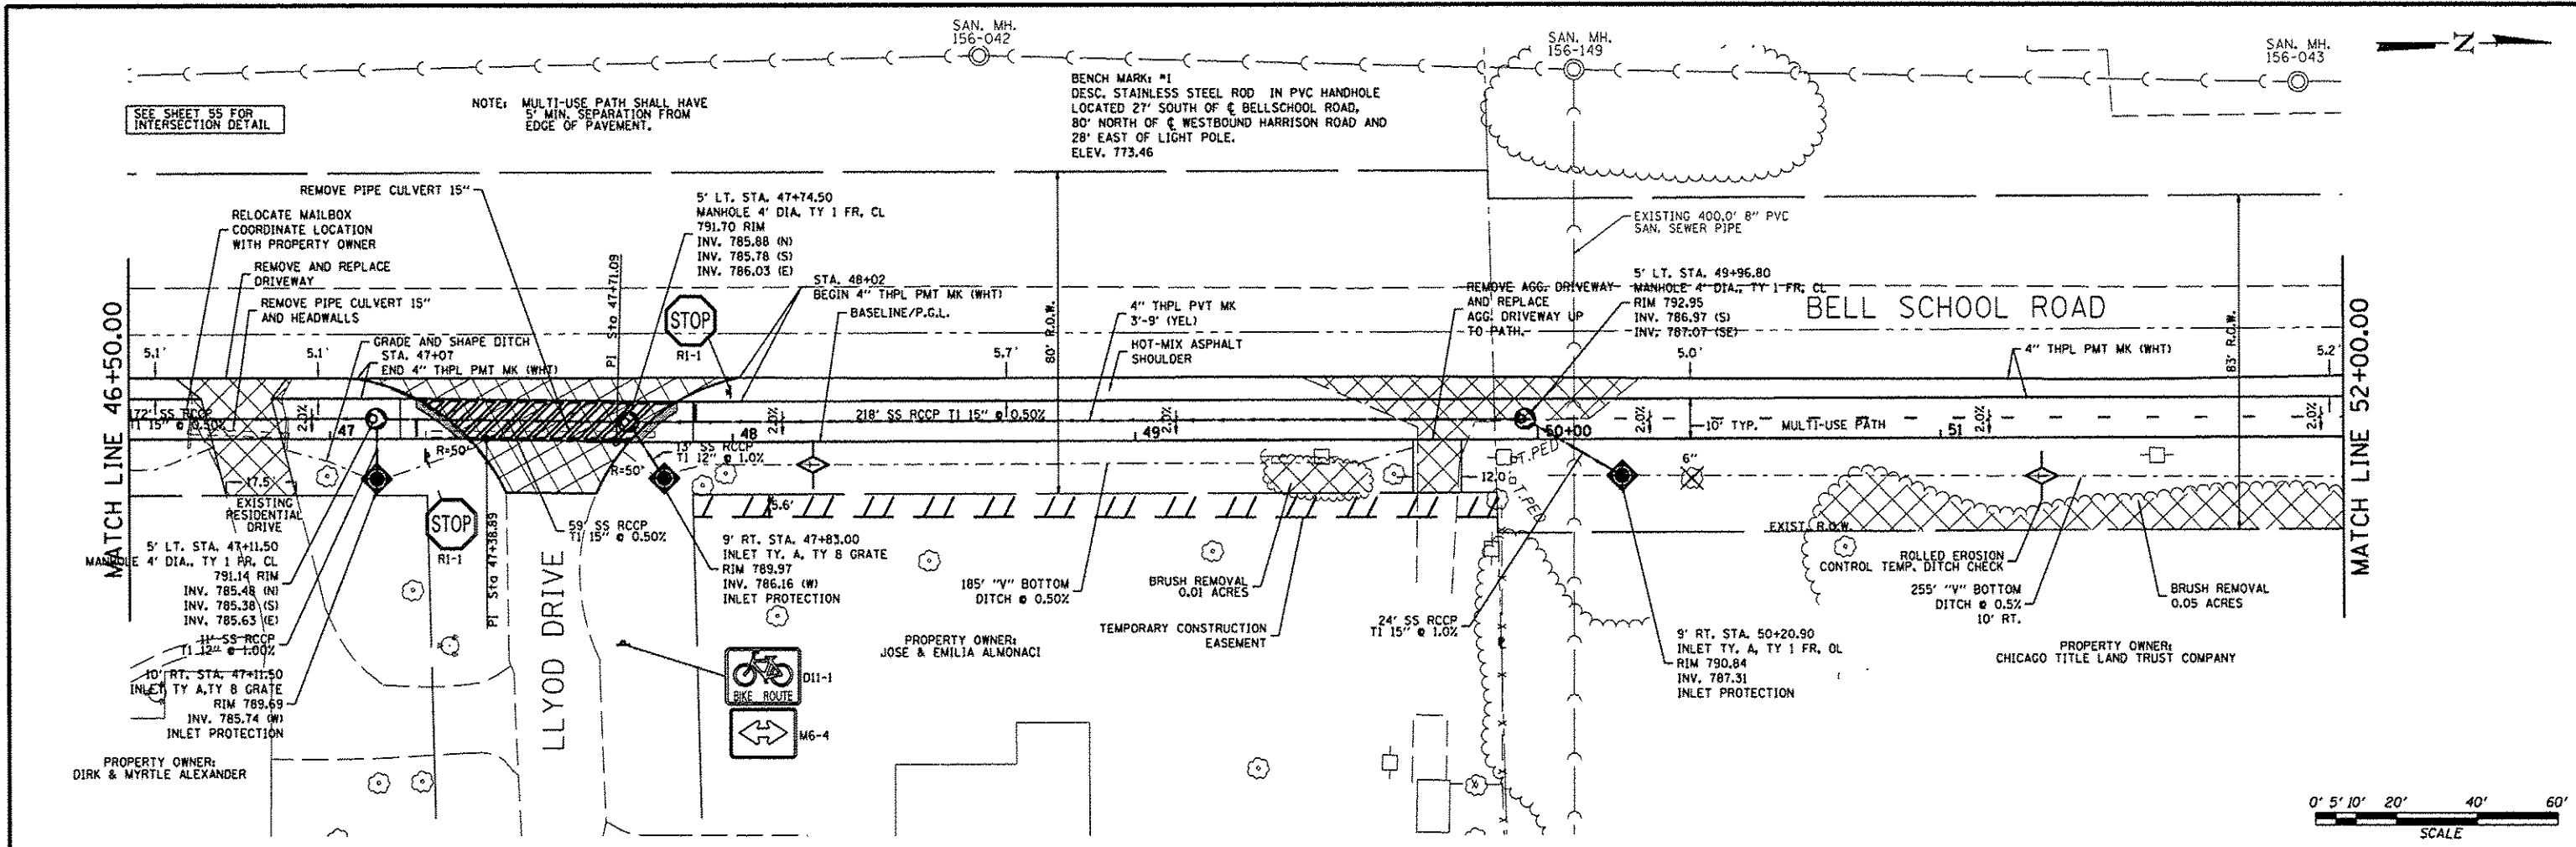 SAN. MH.
156-042
SAN. MH.
156-149
SAN. MH.
156-043
N
SEE SHEET 55 FOR
INTERSECTION DETAIL
NOTE: MULTI-USE PATH SHALL HAVE
5' MIN. SEPARATION FROM
EDGE OF PAVEMENT.
BENCH MARK: #1
DESC. STAINLESS STEEL ROD IN PVC HANDHOLE
LOCATED 27' SOUTH OF ℄ BELLSCHOOL ROAD,
80' NORTH OF ℄ WESTBOUND HARRISON ROAD AND
28' EAST OF LIGHT POLE.
ELEV. 773.46
REMOVE PIPE CULVERT 15"
RELOCATE MAILBOX
COORDINATE LOCATION
WITH PROPERTY OWNER
REMOVE AND REPLACE
DRIVEWAY
REMOVE PIPE CULVERT 15"
AND HEADWALLS
GRADE AND SHAPE DITCH
STA. 47+07
END 4" THPL PMT MK (WHT)
5' LT. STA. 47+74.50
MANHOLE 4' DIA, TY 1 FR, CL
791.70 RIM
INV. 785.88 (N)
INV. 785.78 (S)
INV. 786.03 (E)
PI Sta 47+71.09
STOP
R1-1
STA. 48+02
BEGIN 4" THPL PMT MK (WHT)
BASELINE/P.G.L.
80' R.O.W.
4" THPL PVT MK
3'-9' (YEL)
HOT-MIX ASPHALT
SHOULDER
REMOVE AGG. DRIVEWAY
AND REPLACE
AGG. DRIVEWAY UP
TO PATH.
EXISTING 400.0' 8" PVC
SAN. SEWER PIPE
5' LT. STA. 49+96.80
MANHOLE 4' DIA., TY 1 FR, CL
RIM 792.95
INV. 786.97 (S)
INV. 787.07 (SE)
BELL SCHOOL ROAD
4" THPL PMT MK (WHT)
83' R.O.W.
MATCH LINE 46+50.00
MATCH LINE 52+00.00
5.1'
5.1'
5.7'
5.0'
5.2'
172' SS RCCP
TI 15" @ 0.50%
2.0%
47
48
2.0%
218' SS RCCP TI 15" @ 0.50%
2.0%
49
50+00
2.0%
10' TYP. MULTI-USE PATH
51
2.0%
2.0%
R=50'
R=50'
13' SS RCCP
TI 12" @ 1.0%
17.5'
EXISTING
RESIDENTIAL
DRIVE
STOP
R1-1
PI Sta 47+38.89
59' SS RCCP
TI 15" @ 0.50%
LLYOD DRIVE
5.6'
12.0'
T.PED
T.PED
6"
EXIST. R.O.W.
5' LT. STA. 47+11.50
MANHOLE 4' DIA., TY 1 FR, CL
791.14 RIM
INV. 785.48 (N)
INV. 785.38 (S)
INV. 785.63 (E)
11' SS RCCP
TI 12" @ 1.00%
10' RT. STA. 47+11.50
INLET TY A,TY 8 GRATE
RIM 789.69
INV. 785.74 (W)
INLET PROTECTION
PROPERTY OWNER:
DIRK & MYRTLE ALEXANDER
9' RT. STA. 47+83.00
INLET TY. A, TY 8 GRATE
RIM 789.97
INV. 786.16 (W)
INLET PROTECTION
BIKE ROUTE
D11-1
M6-4
185' "V" BOTTOM
DITCH @ 0.50%
PROPERTY OWNER:
JOSE & EMILIA ALMONACI
BRUSH REMOVAL
0.01 ACRES
TEMPORARY CONSTRUCTION
EASEMENT
24' SS RCCP
TI 15" @ 1.0%
9' RT. STA. 50+20.90
INLET TY. A, TY 1 FR, OL
RIM 790.84
INV. 787.31
INLET PROTECTION
ROLLED EROSION
CONTROL TEMP. DITCH CHECK
255' "V" BOTTOM
DITCH @ 0.5%
10' RT.
BRUSH REMOVAL
0.05 ACRES
PROPERTY OWNER:
CHICAGO TITLE LAND TRUST COMPANY
0' 5' 10' 20' 40' 60'
SCALE